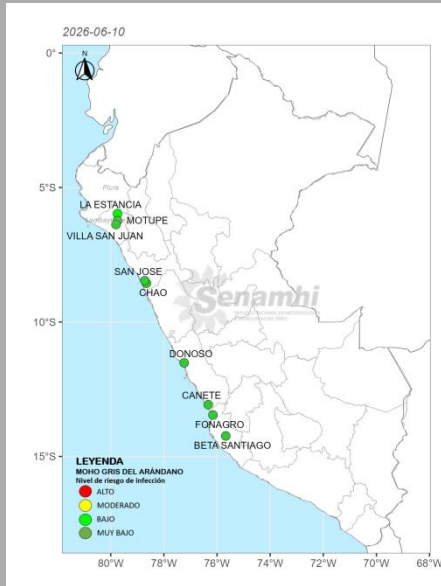 2026-06-10
N
0°
5°S
10°S
15°S
Piura
LA ESTANCIA
MOTUPE
VILLA SAN JUAN
SAN JOSE
CHAO
Senamhi
DONOSO
CANETE
FONAGRO
BETA SANTIAGO
LEYENDA
MOHO GRIS DEL ARÁNDANO
Nivel de riesgo de infección
ALTO
MODERADO
BAJO
MUY BAJO
80°W 78°W 76°W 74°W 72°W 70°W 68°W